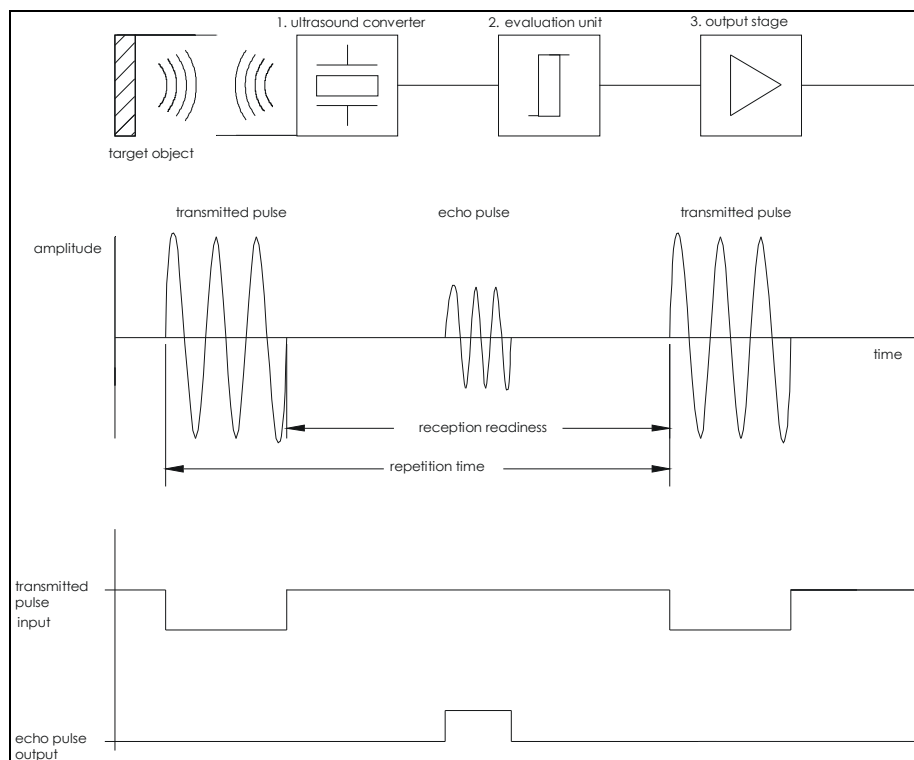 1. ultrasound converter
2. evaluation unit
3. output stage
target object
transmitted pulse
echo pulse
transmitted pulse
amplitude
time
reception readiness
repetition time
transmitted
pulse
input
echo pulse
output